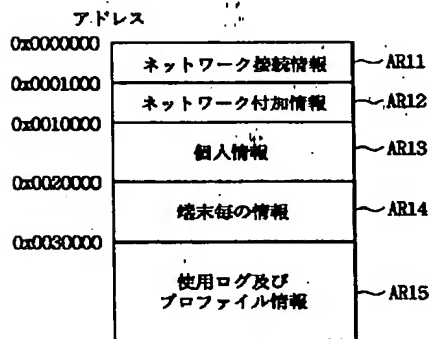 アドレス
0x0000000
ネットワーク接続情報
AR11
0x0001000
ネットワーク付加情報
AR12
0x0010000
個人情報
AR13
0x0020000
端末毎の情報
AR14
0x0030000
使用ログ及び
プロファイル情報
AR15